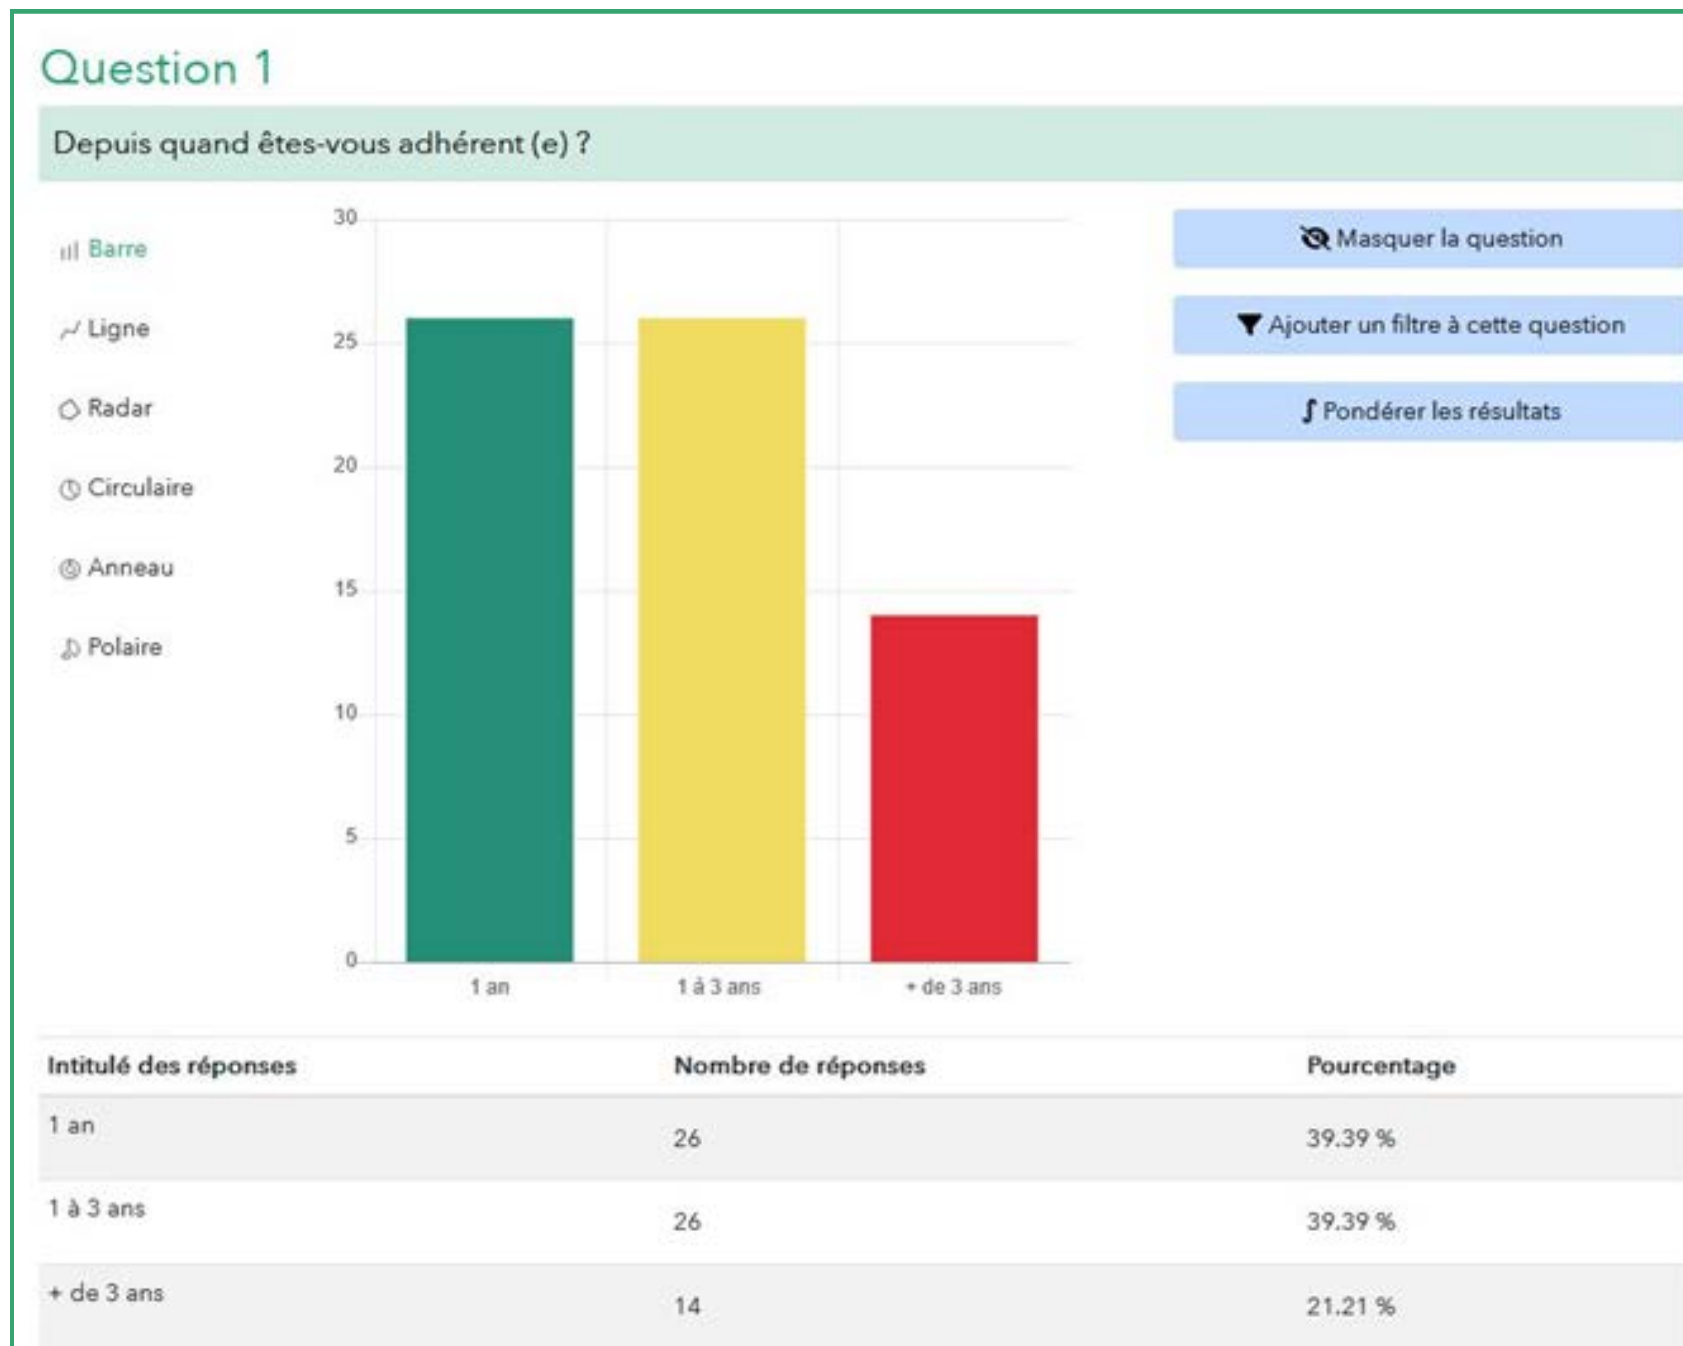 Question 1
Depuis quand êtes-vous adhérent (e) ?
Barre
Ligne
Radar
Circulaire
Anneau
Polaire
30
25
20
15
10
5
0
1 an
1 à 3 ans
+ de 3 ans
Masquer la question
Ajouter un filtre à cette question
Pondérer les résultats
Intitulé des réponses Nombre de réponses Pourcentage
1 an 26 39.39 %
1 à 3 ans 26 39.39 %
+ de 3 ans 14 21.21 %